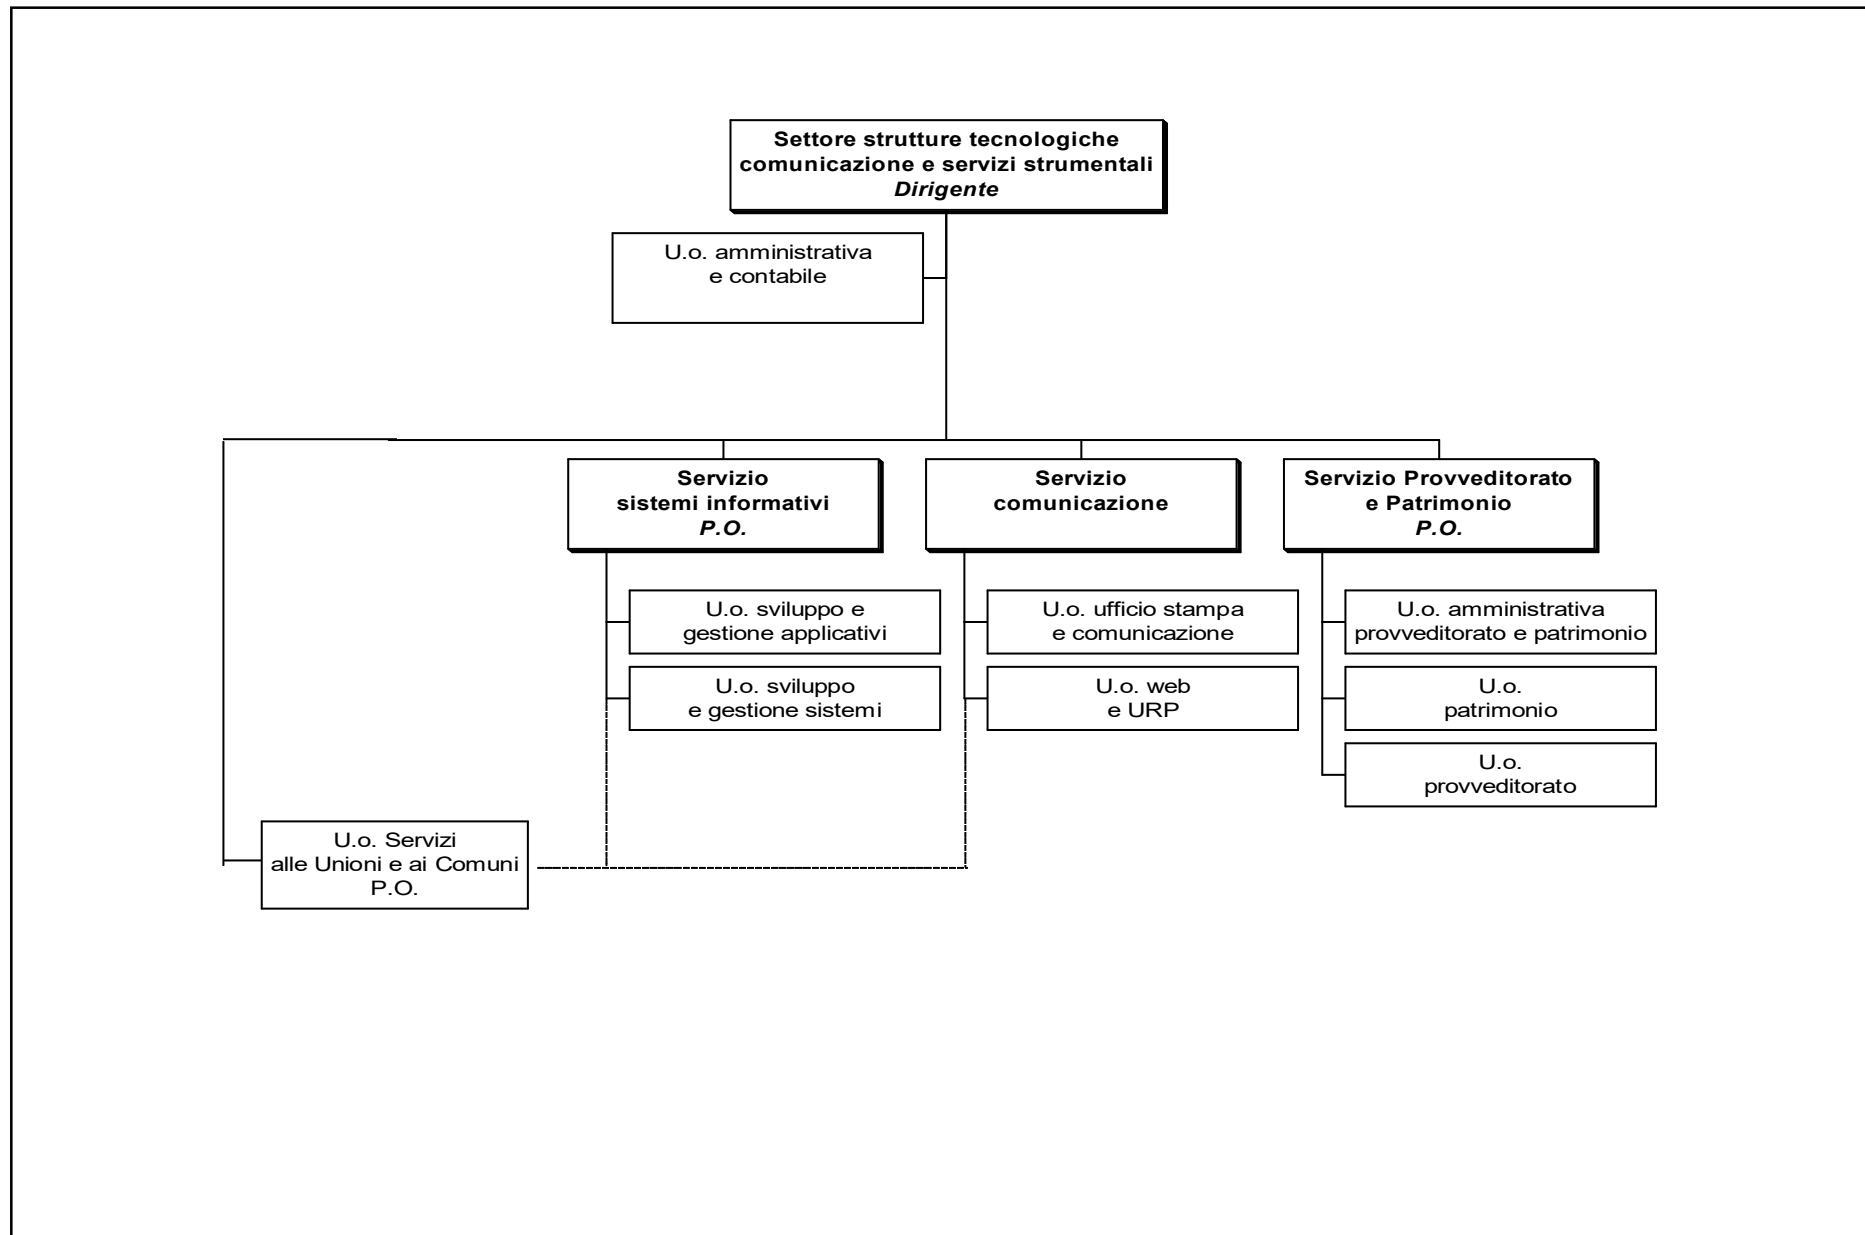 Settore strutture tecnologiche
comunicazione e servizi strumentali
Dirigente
U.o. amministrativa
e contabile
Servizio
sistemi informativi
P.O.
Servizio
comunicazione
Servizio Provveditorato
e Patrimonio
P.O.
U.o. sviluppo e
gestione applicativi
U.o. ufficio stampa
e comunicazione
U.o. amministrativa
provveditorato e patrimonio
U.o. sviluppo
e gestione sistemi
U.o. web
e URP
U.o.
patrimonio
U.o.
provveditorato
U.o. Servizi
alle Unioni e ai Comuni
P.O.